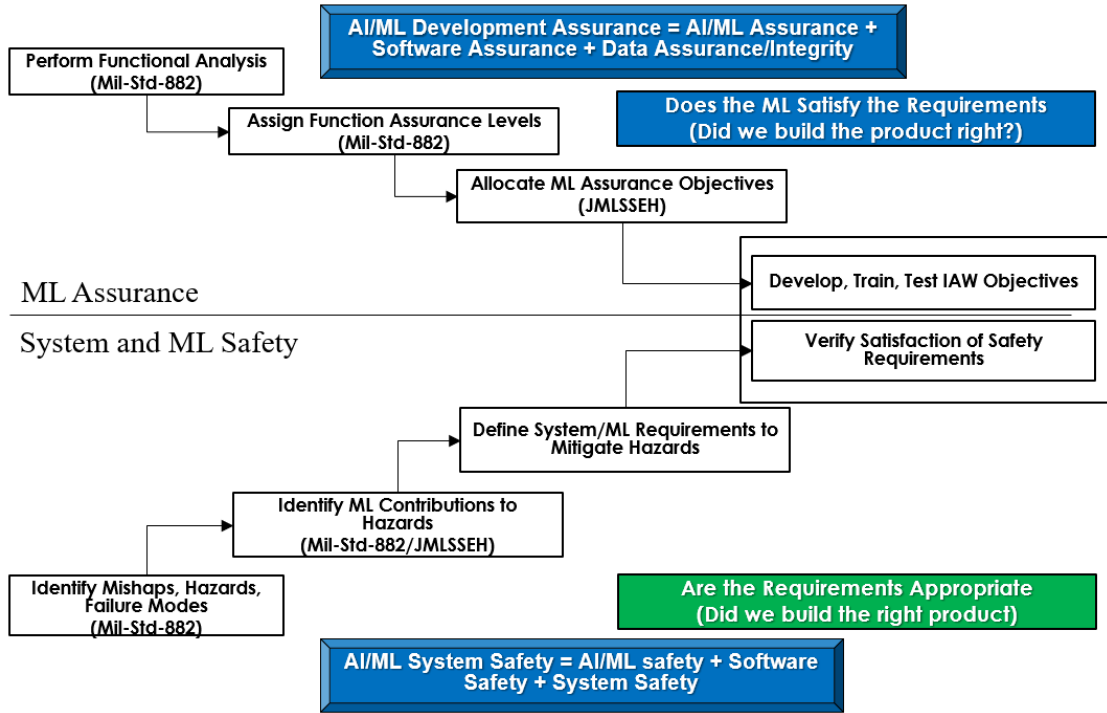 AI/ML Development Assurance = AI/ML Assurance +
Software Assurance + Data Assurance/Integrity
Perform Functional Analysis
(Mil-Std-882)
Does the ML Satisfy the Requirements
(Did we build the product right?)
Assign Function Assurance Levels
(Mil-Std-882)
Allocate ML Assurance Objectives
(JMLSSEH)
Develop, Train, Test IAW Objectives
ML Assurance
System and ML Safety
Verify Satisfaction of Safety
Requirements
Define System/ML Requirements to
Mitigate Hazards
Identify ML Contributions to
Hazards
(Mil-Std-882/JMLSSEH)
Identify Mishaps, Hazards,
Failure Modes
(Mil-Std-882)
Are the Requirements Appropriate
(Did we build the right product)
AI/ML System Safety = AI/ML safety + Software
Safety + System Safety